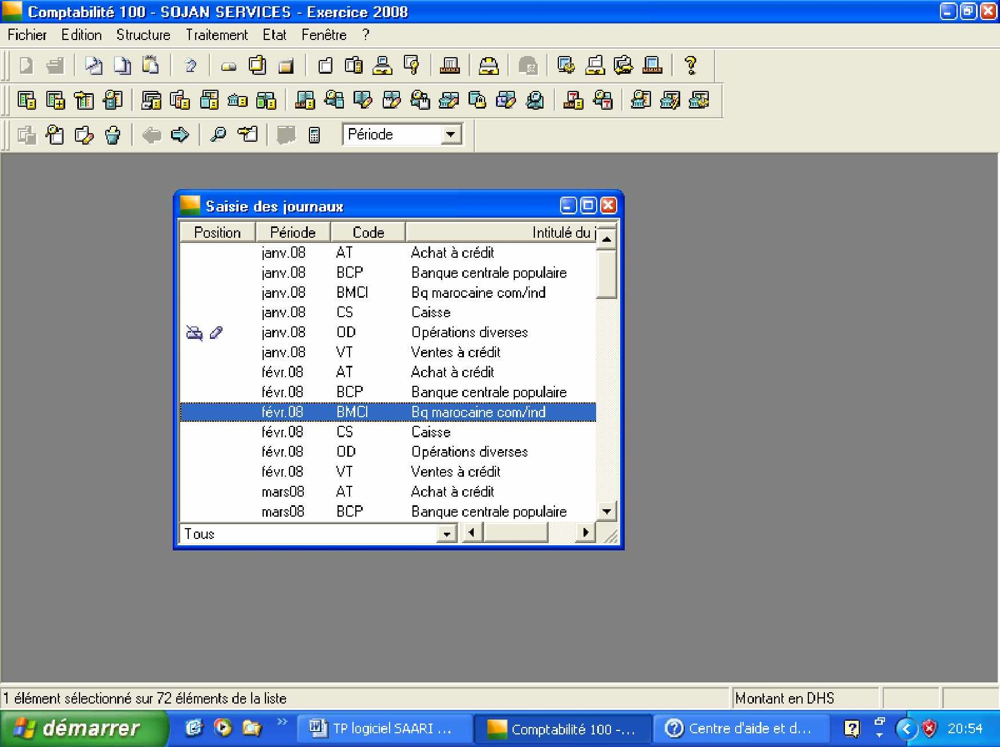 Comptabilité 100 - SOJAN SERVICES - Exercice 2008
Fichier Edition Structure Traitement Etat Fenêtre ?
Période
Saisie des journaux
Position Période Code Intitulé du j
janv.08 AT Achat à crédit
janv.08 BCP Banque centrale populaire
janv.08 BMCI Bq marocaine com/ind
janv.08 CS Caisse
janv.08 OD Opérations diverses
janv.08 VT Ventes à crédit
févr.08 AT Achat à crédit
févr.08 BCP Banque centrale populaire
févr.08 BMCI Bq marocaine com/ind
févr.08 CS Caisse
févr.08 OD Opérations diverses
févr.08 VT Ventes à crédit
mars08 AT Achat à crédit
mars08 BCP Banque centrale populaire
Tous
1 élément sélectionné sur 72 éléments de la liste Montant en DHS
démarrer TP logiciel SAARI ... Comptabilité 100 -... Centre d'aide et d... 20:54